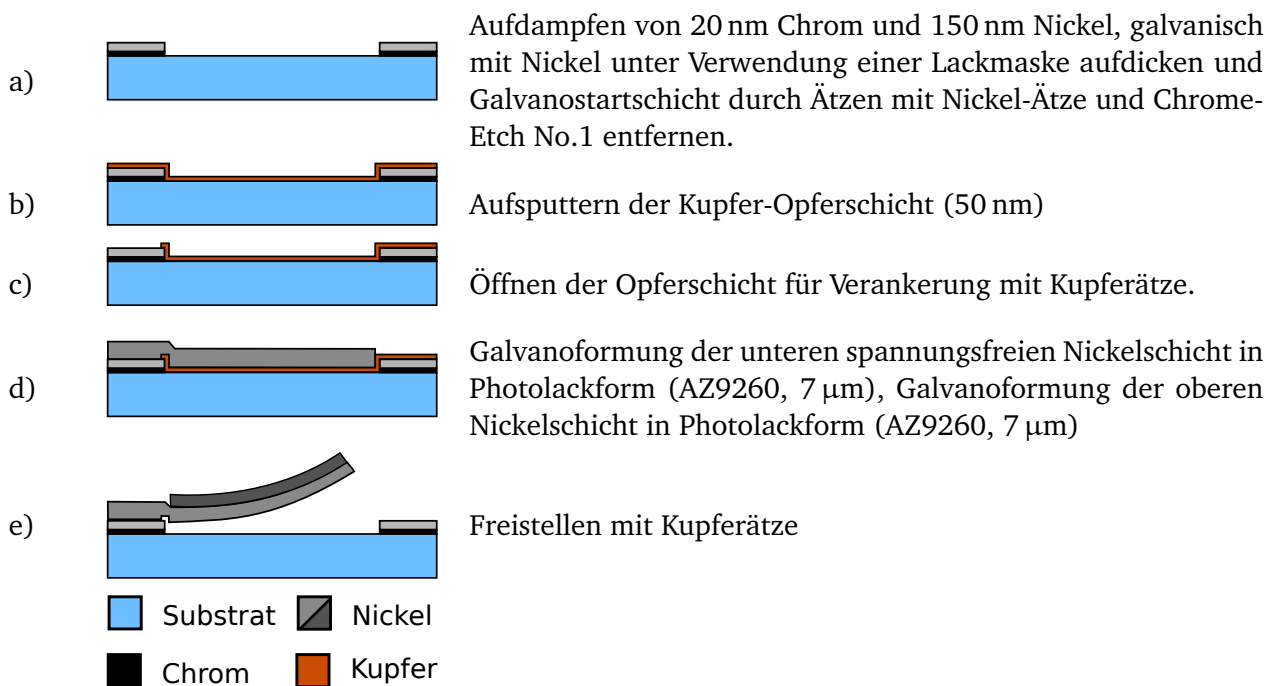 a)
Aufdampfen von 20 nm Chrom und 150 nm Nickel, galvanisch
mit Nickel unter Verwendung einer Lackmaske aufdicken und
Galvanostartschicht durch Ätzen mit Nickel-Ätze und Chrome-
Etch No.1 entfernen.
b)
Aufsputtern der Kupfer-Opferschicht (50 nm)
c)
Öffnen der Opferschicht für Verankerung mit Kupferätze.
d)
Galvanoformung der unteren spannungsfreien Nickelschicht in
Photolackform (AZ9260, 7 µm), Galvanoformung der oberen
Nickelschicht in Photolackform (AZ9260, 7 µm)
e)
Freistellen mit Kupferätze
Substrat
Nickel
Chrom
Kupfer